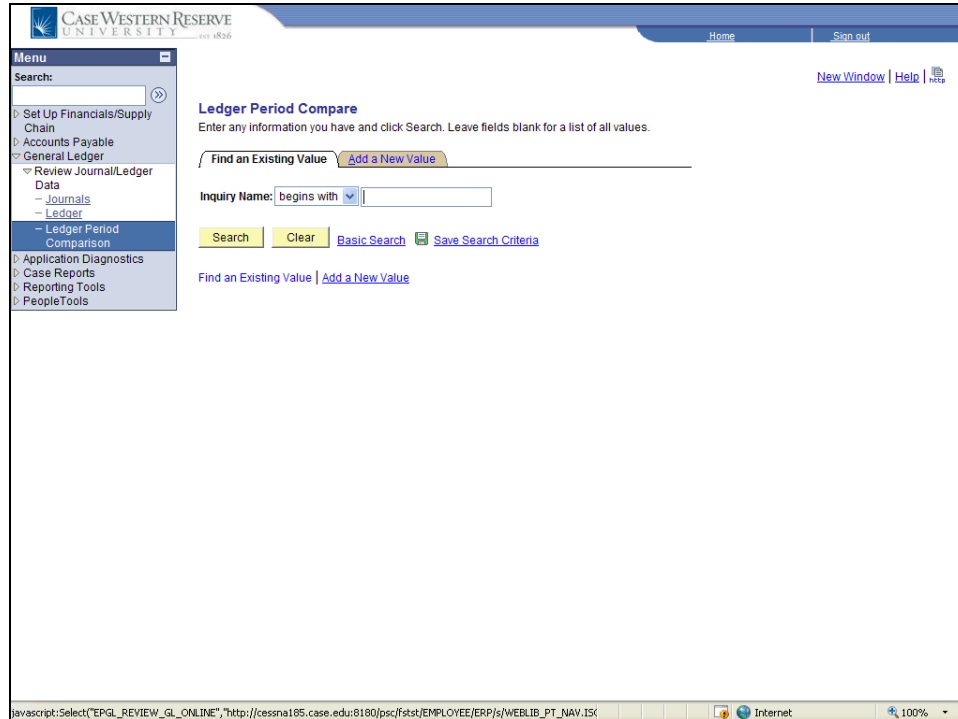 CASE WESTERN RESERVE
UNIVERSITY EST 1826
Home
Sign out
Menu
Search:
New Window | Help | http
Set Up Financials/Supply
Chain
Accounts Payable
General Ledger
Review Journal/Ledger
Data
– Journals
– Ledger
– Ledger Period
Comparison
Application Diagnostics
Case Reports
Reporting Tools
PeopleTools
Ledger Period Compare
Enter any information you have and click Search. Leave fields blank for a list of all values.
Find an Existing Value
Add a New Value
Inquiry Name: begins with
Search Clear Basic Search Save Search Criteria
Find an Existing Value | Add a New Value
javascript:Select("EPGL_REVIEW_GL_ONLINE","http://cessna185.case.edu:8180/psc/fstst/EMPLOYEE/ERP/s/WEBLIB_PT_NAV.ISC Internet 100%